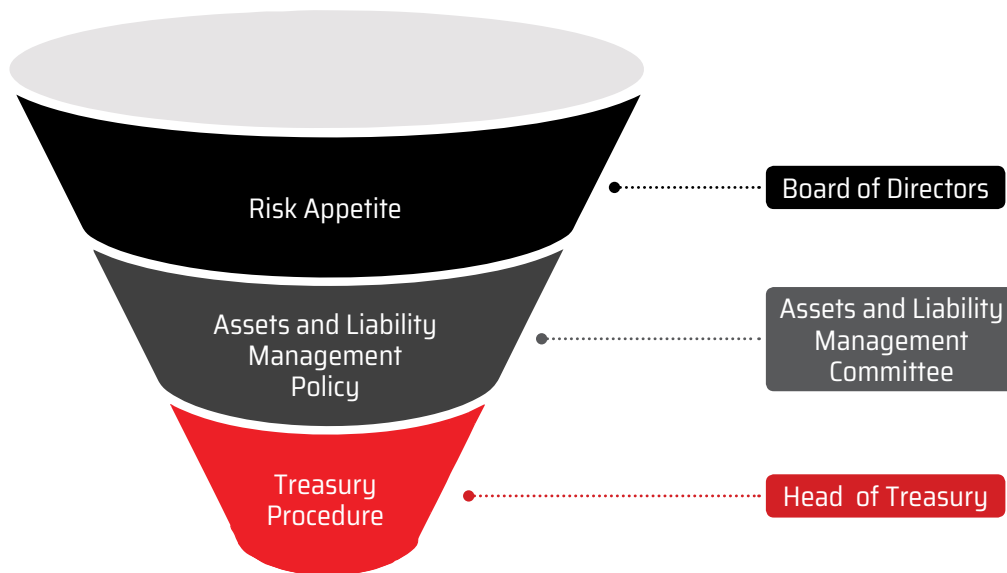 Risk Appetite
Board of Directors
Assets and Liability
Management
Policy
Assets and Liability
Management
Committee
Treasury
Procedure
Head of Treasury